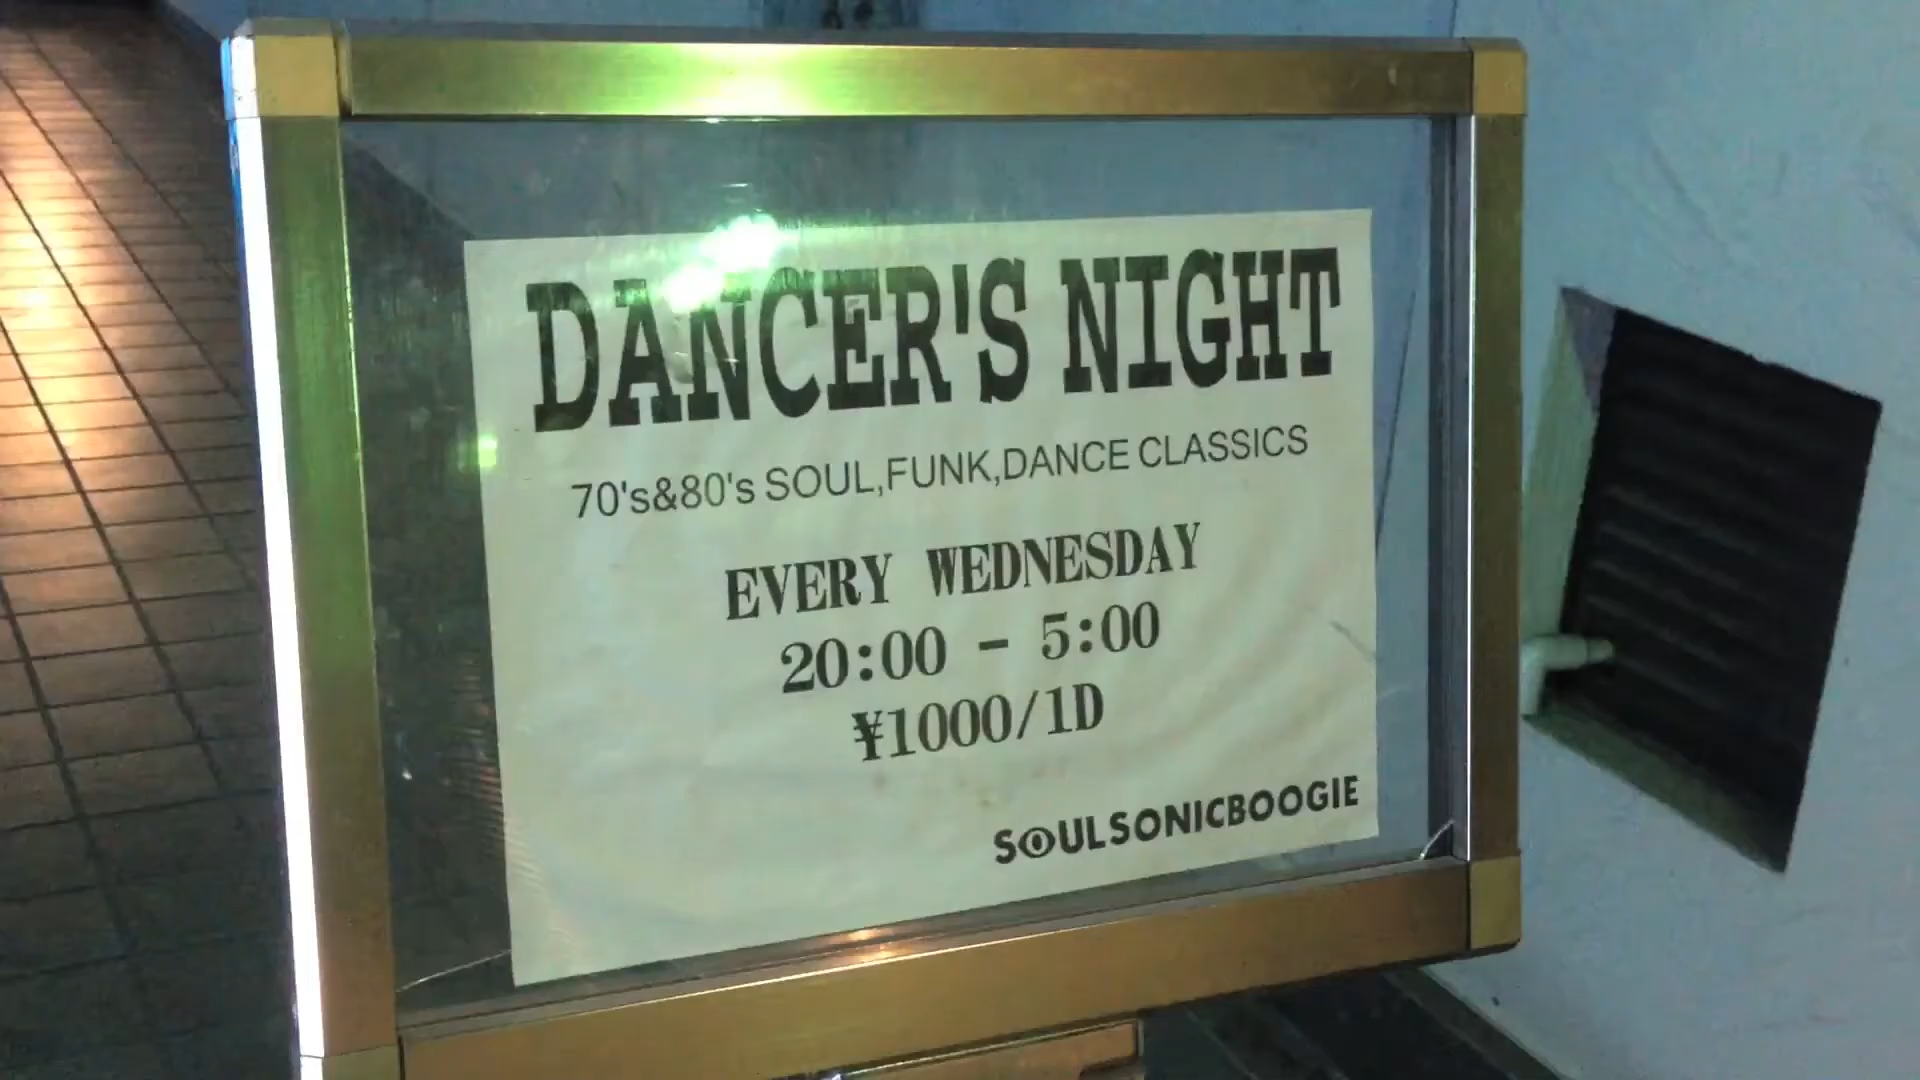 DANCER'S NIGHT
70's&80's SOUL,FUNK,DANCE CLASSICS
EVERY WEDNESDAY
20:00 - 5:00
¥1000/1D
SOULSONICBOOGIE